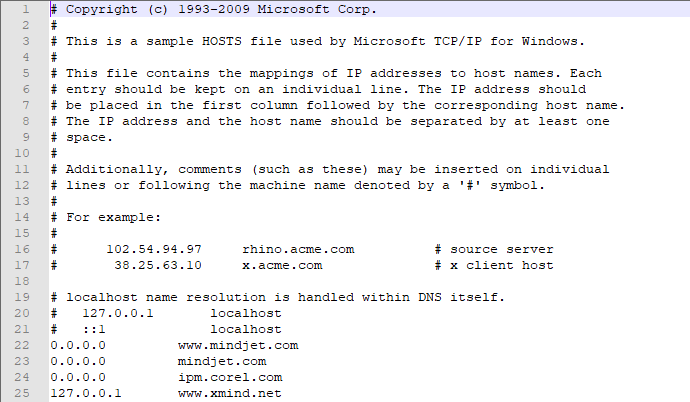 1 # Copyright (c) 1993-2009 Microsoft Corp.
2 #
3 # This is a sample HOSTS file used by Microsoft TCP/IP for Windows.
4 #
5 # This file contains the mappings of IP addresses to host names. Each
6 # entry should be kept on an individual line. The IP address should
7 # be placed in the first column followed by the corresponding host name.
8 # The IP address and the host name should be separated by at least one
9 # space.
10 #
11 # Additionally, comments (such as these) may be inserted on individual
12 # lines or following the machine name denoted by a '#' symbol.
13 #
14 # For example:
15 #
16 #      102.54.94.97     rhino.acme.com          # source server
17 #       38.25.63.10     x.acme.com              # x client host
18
19 # localhost name resolution is handled within DNS itself.
20 #   127.0.0.1       localhost
21 #   ::1             localhost
22 0.0.0.0         www.mindjet.com
23 0.0.0.0         mindjet.com
24 0.0.0.0         ipm.corel.com
25 127.0.0.1       www.xmind.net